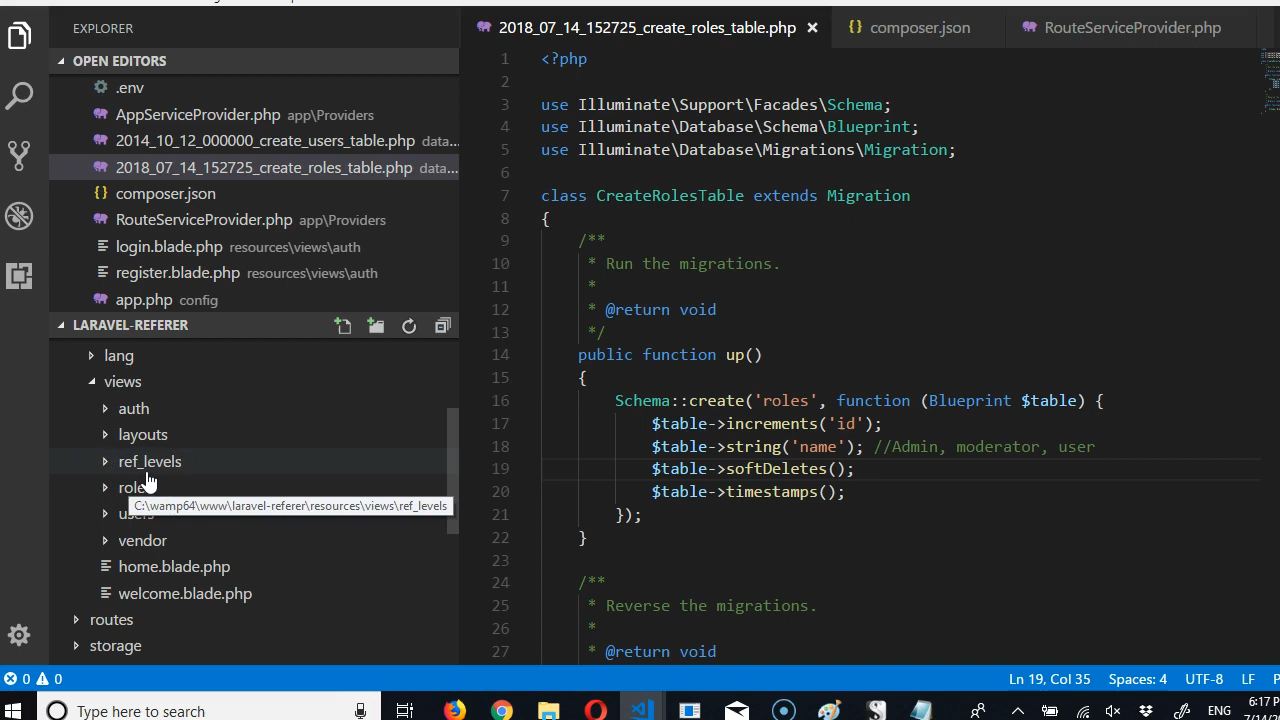 EXPLORER
OPEN EDITORS
.env
AppServiceProvider.php app\Providers
2014_10_12_000000_create_users_table.php data...
2018_07_14_152725_create_roles_table.php data...
composer.json
RouteServiceProvider.php app\Providers
login.blade.php resources\views\auth
register.blade.php resources\views\auth
app.php config
LARAVEL-REFERER
lang
views
auth
layouts
ref_levels
C:\wamp64\www\laravel-referer\resources\views\ref_levels
vendor
home.blade.php
welcome.blade.php
routes
storage
2018_07_14_152725_create_roles_table.php
composer.json
RouteServiceProvider.php
1 <?php
2
3 use Illuminate\Support\Facades\Schema;
4 use Illuminate\Database\Schema\Blueprint;
5 use Illuminate\Database\Migrations\Migration;
6
7 class CreateRolesTable extends Migration
8 {
9 /**
10 * Run the migrations.
11 *
12 * @return void
13 */
14 public function up()
15 {
16 Schema::create('roles', function (Blueprint $table) {
17 $table->increments('id');
18 $table->string('name'); //Admin, moderator, user
19 $table->softDeletes();
20 $table->timestamps();
21 });
22 }
23
24 /**
25 * Reverse the migrations.
26 *
27 * @return void
0 0
Ln 19, Col 35 Spaces: 4 UTF-8 LF
Type here to search
ENG
6:17 P